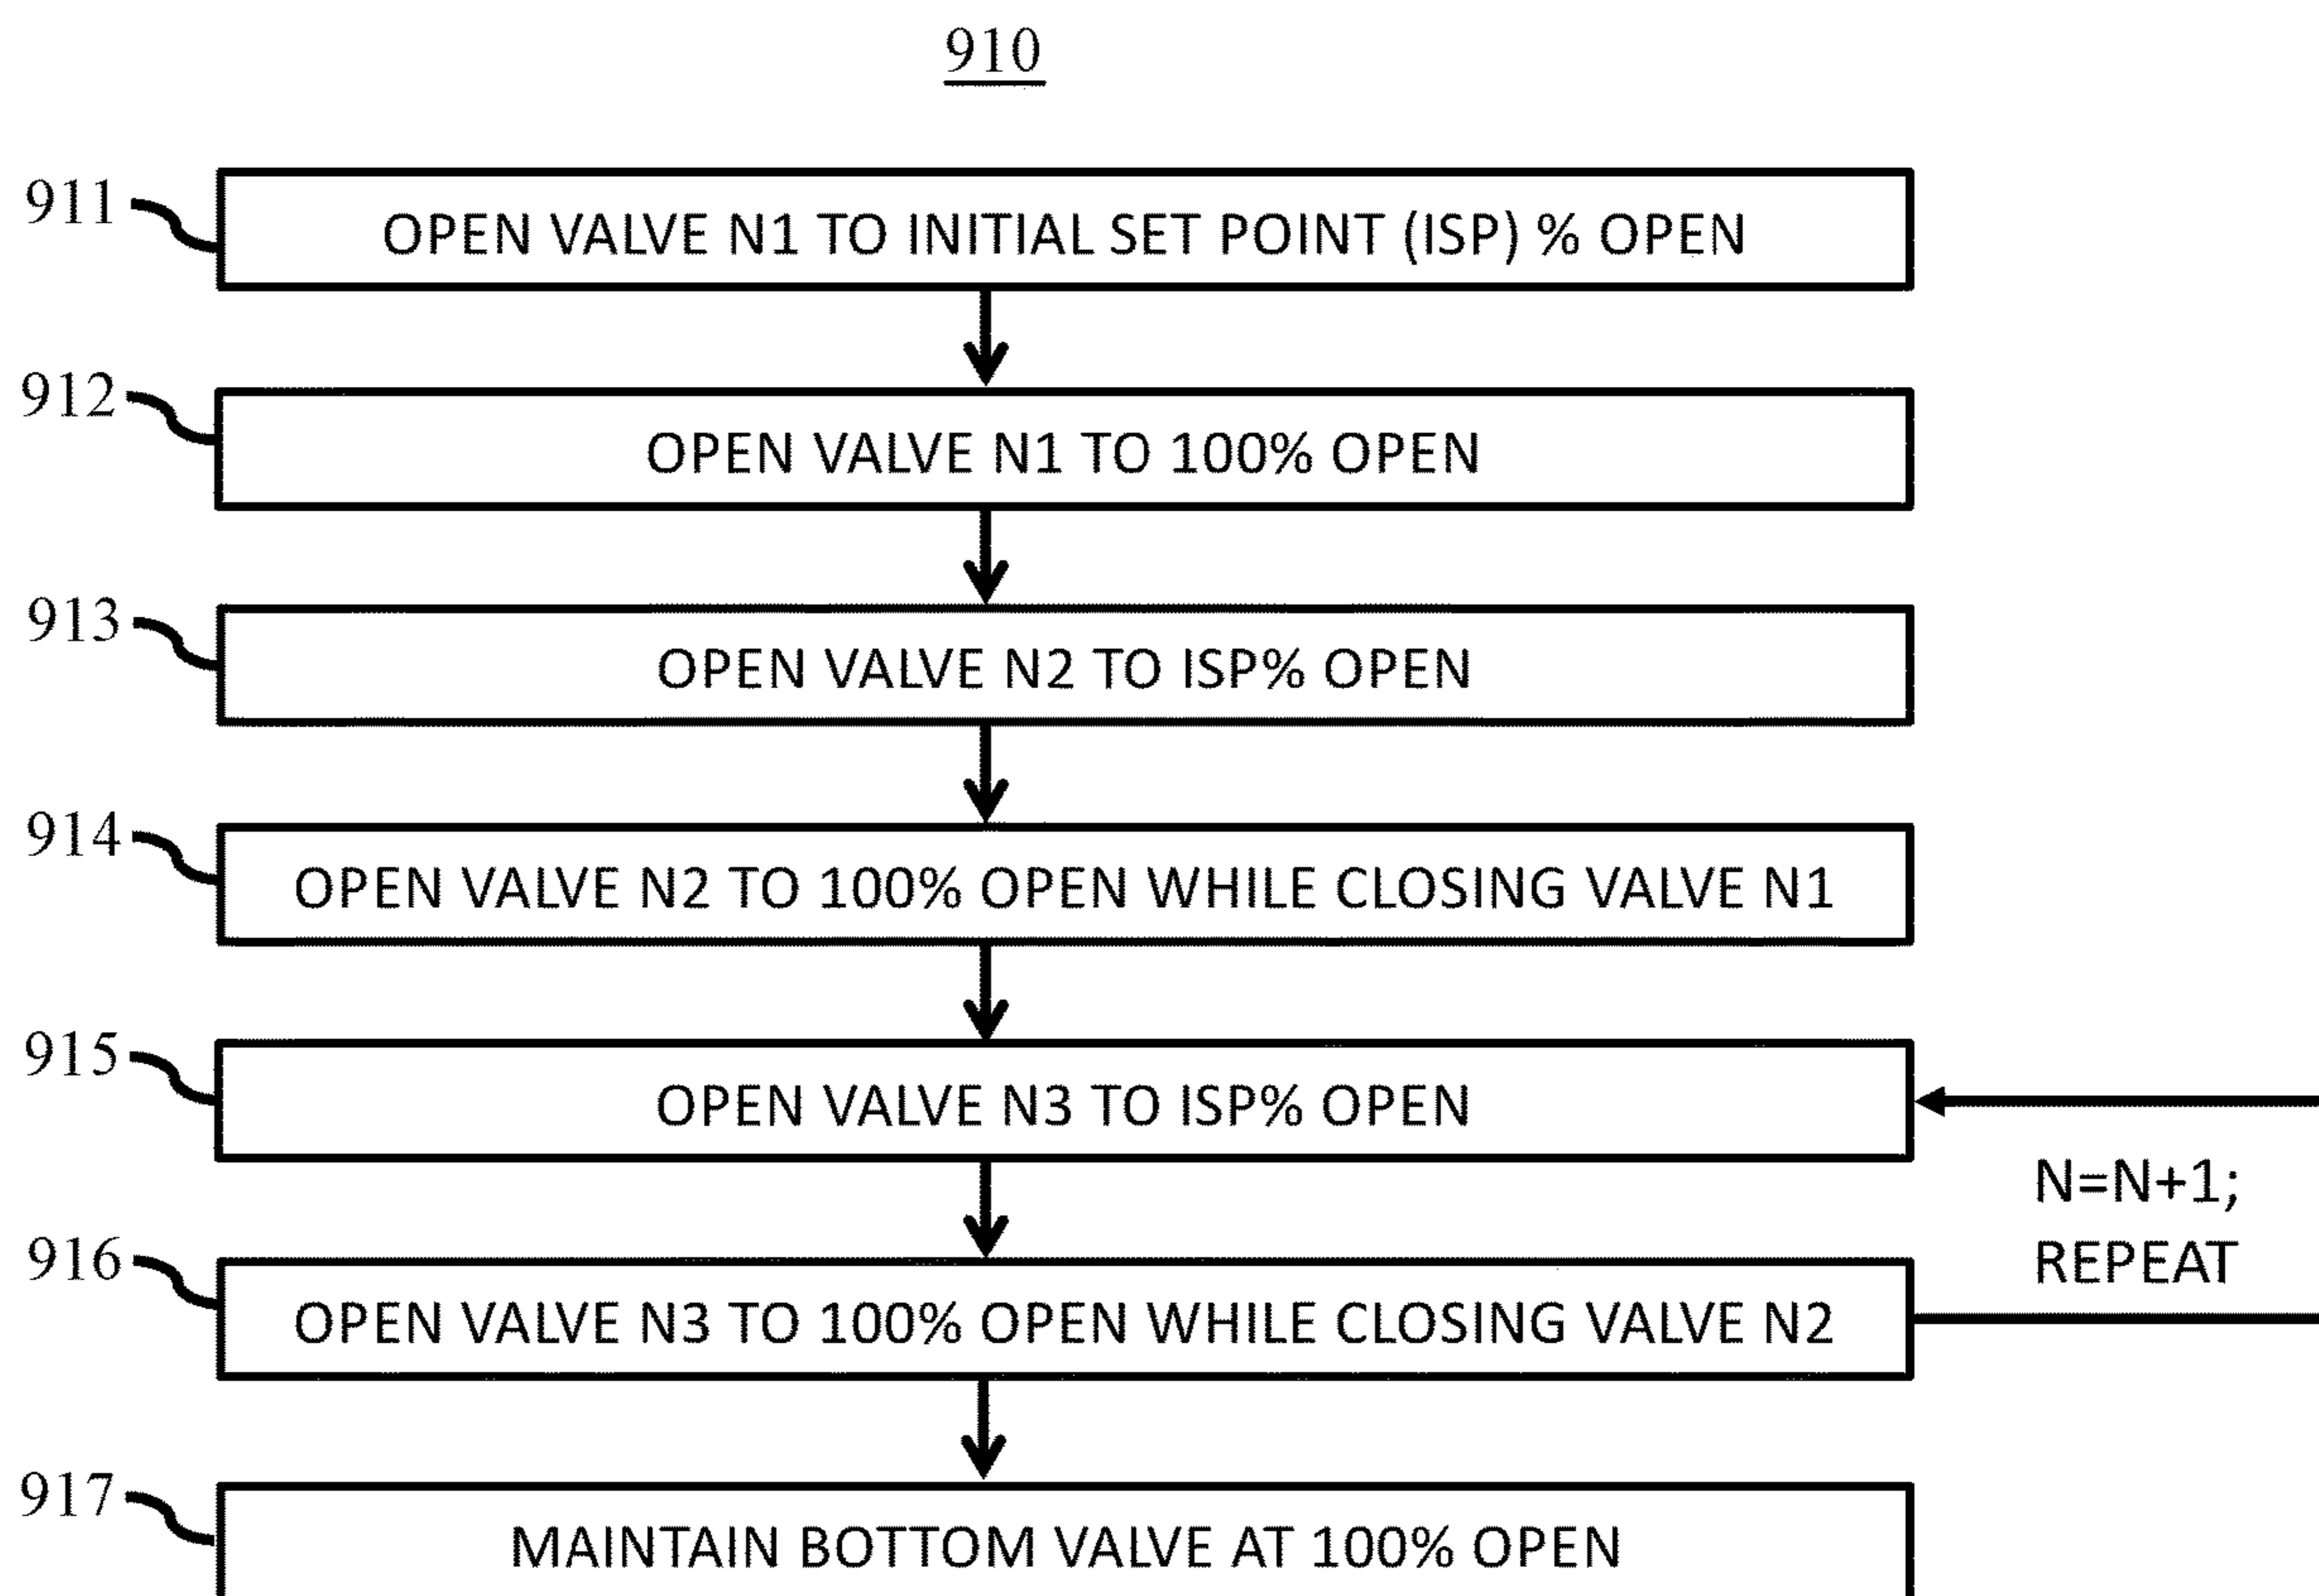 910
911
OPEN VALVE N1 TO INITIAL SET POINT (ISP) % OPEN
912
OPEN VALVE N1 TO 100% OPEN
913
OPEN VALVE N2 TO ISP% OPEN
914
OPEN VALVE N2 TO 100% OPEN WHILE CLOSING VALVE N1
915
OPEN VALVE N3 TO ISP% OPEN
N=N+1;
REPEAT
916
OPEN VALVE N3 TO 100% OPEN WHILE CLOSING VALVE N2
917
MAINTAIN BOTTOM VALVE AT 100% OPEN